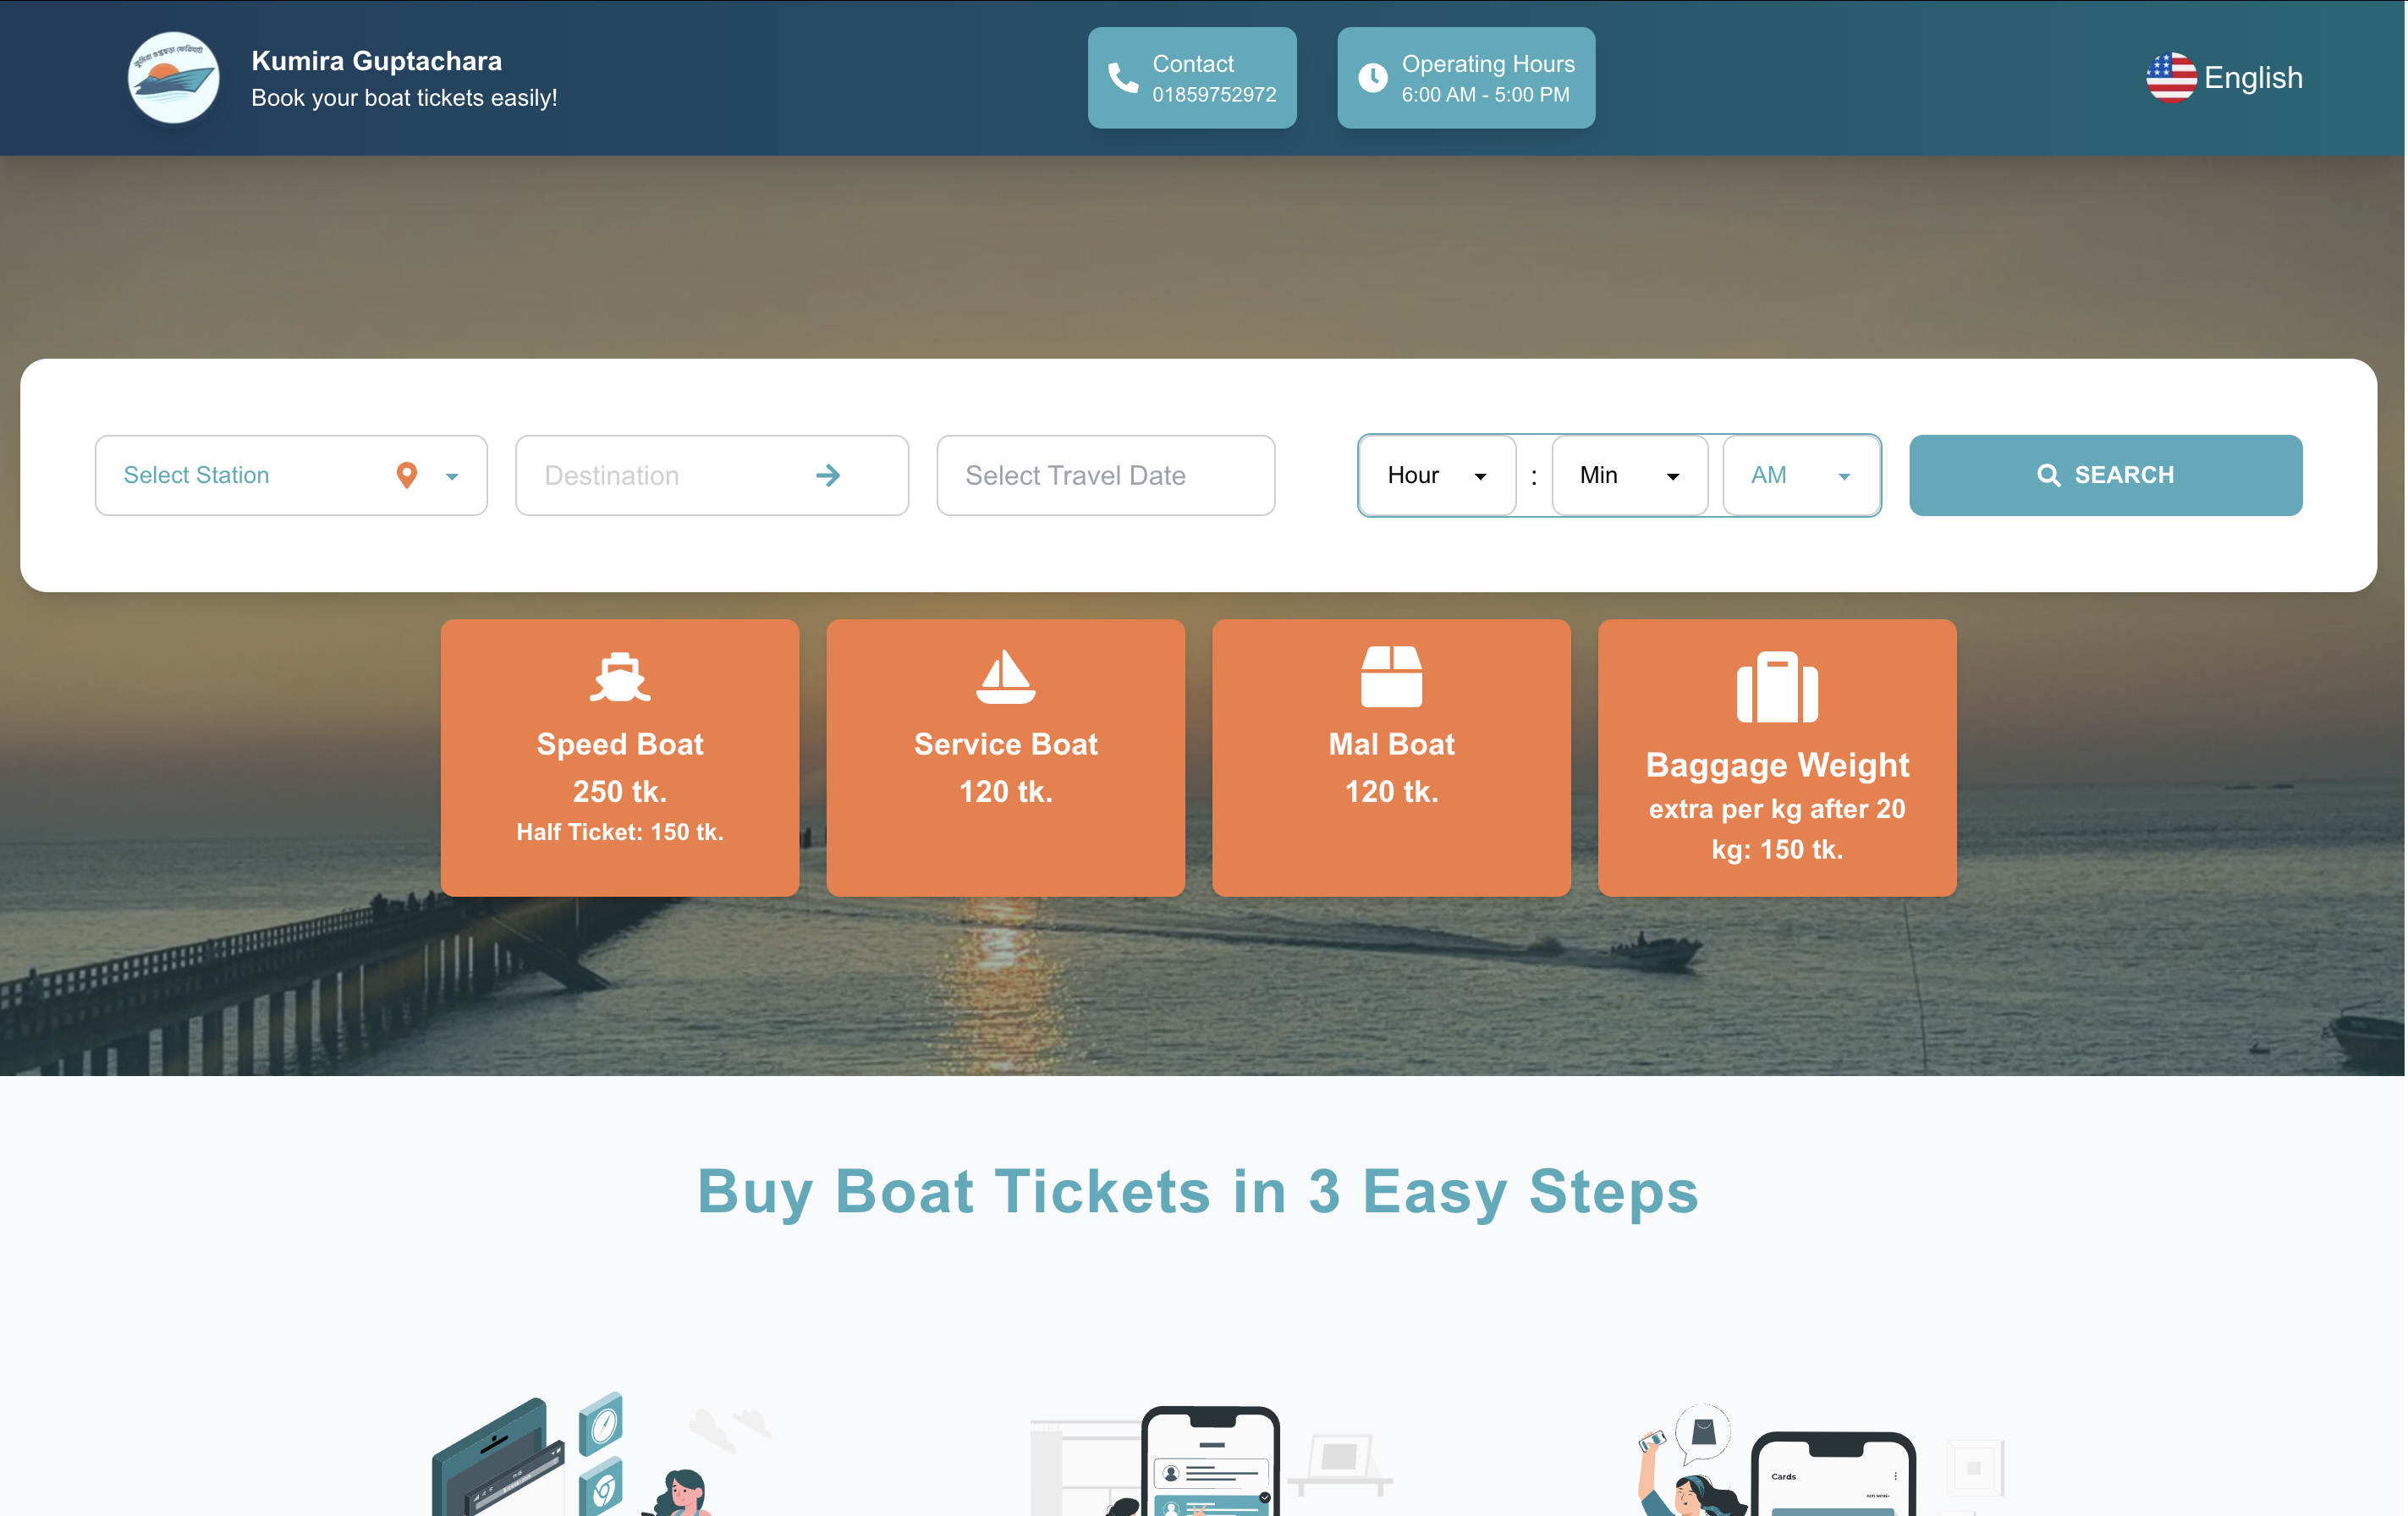 কুমিরা গুপ্তছড়া ফেরিঘাট
Kumira Guptachara
Book your boat tickets easily!
Contact
01859752972
Operating Hours
6:00 AM - 5:00 PM
English
Select Station
Destination
Select Travel Date
Hour
:
Min
AM
SEARCH
Speed Boat
250 tk.
Half Ticket: 150 tk.
Service Boat
120 tk.
Mal Boat
120 tk.
Baggage Weight
extra per kg after 20
kg: 150 tk.
Buy Boat Tickets in 3 Easy Steps
Cards